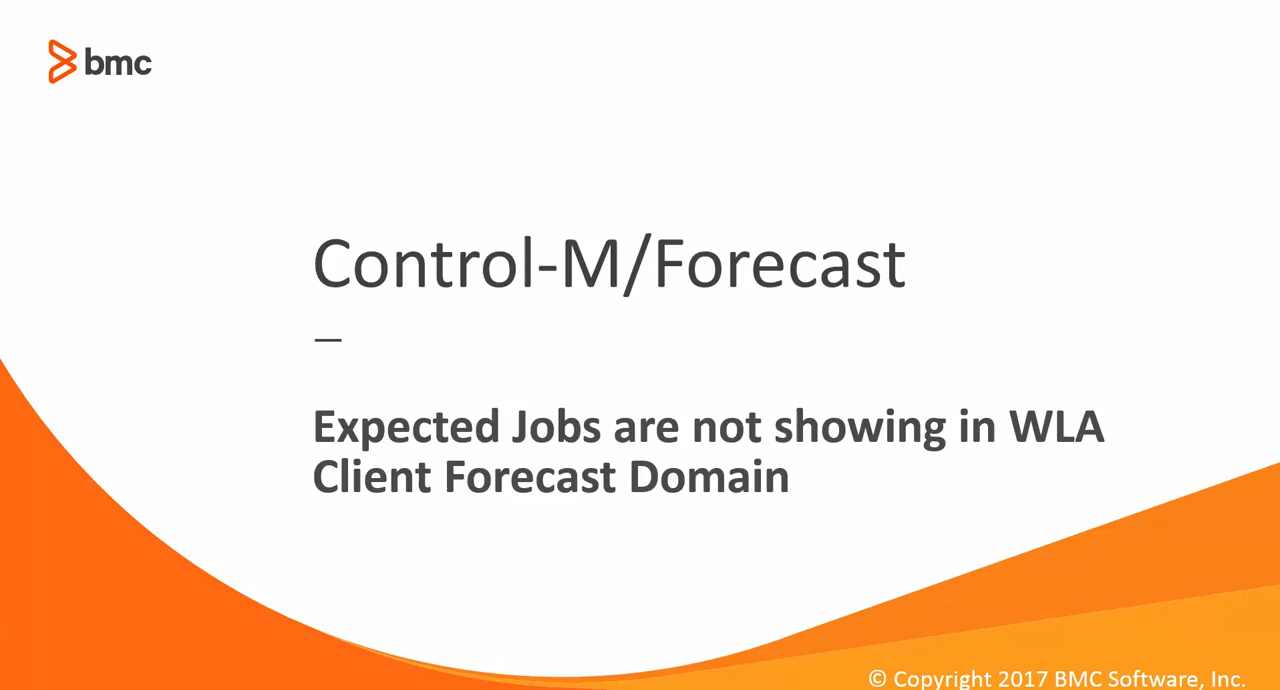 bmc
Control-M/Forecast
Expected Jobs are not showing in WLA
Client Forecast Domain
© Copyright 2017 BMC Software, Inc.